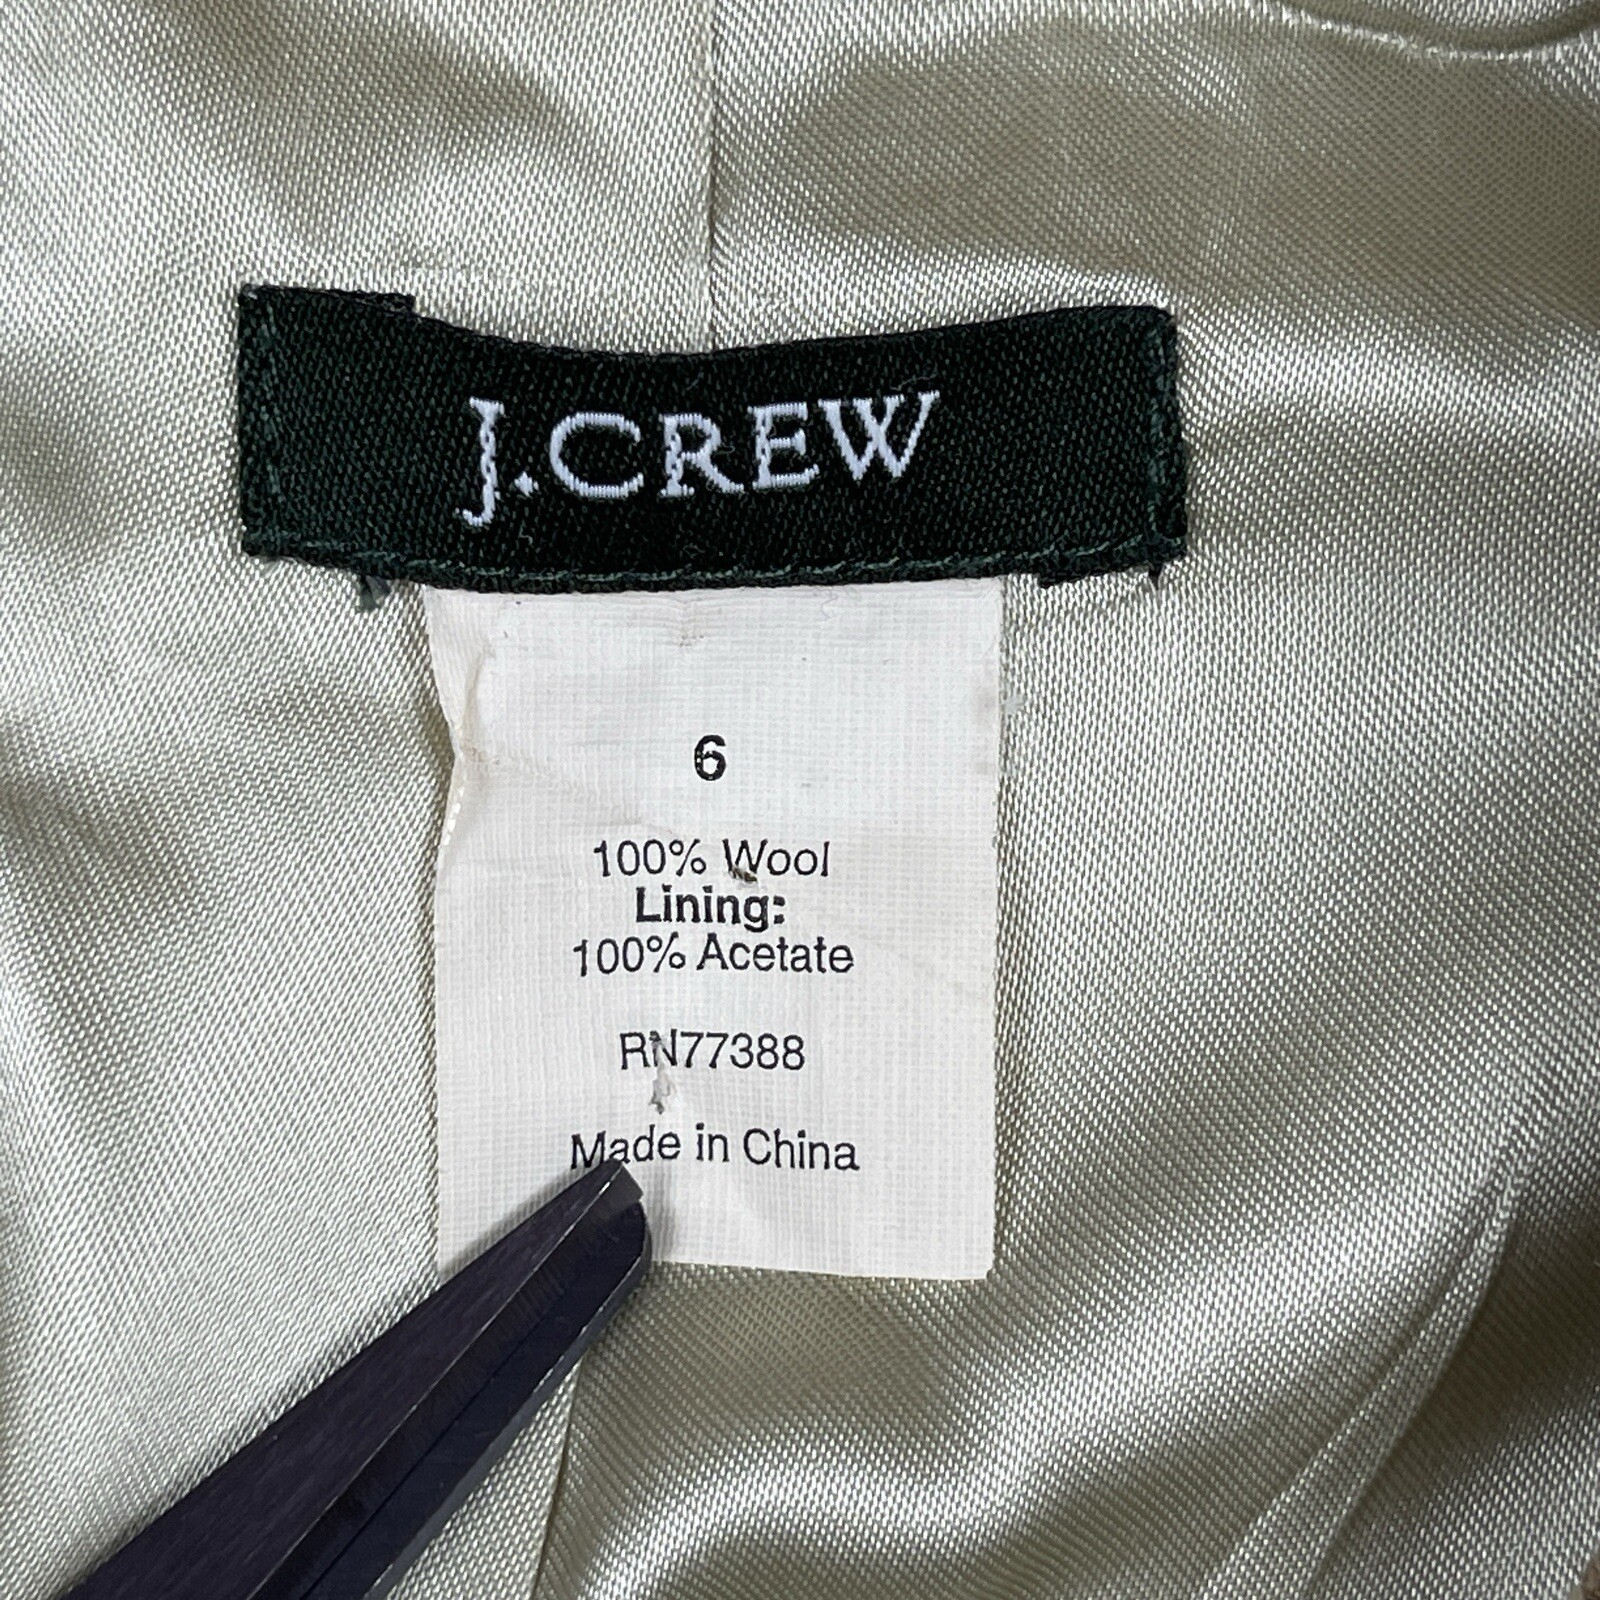 J.CREW
6
100% Wool
Lining:
100% Acetate
RN77388
Made in China